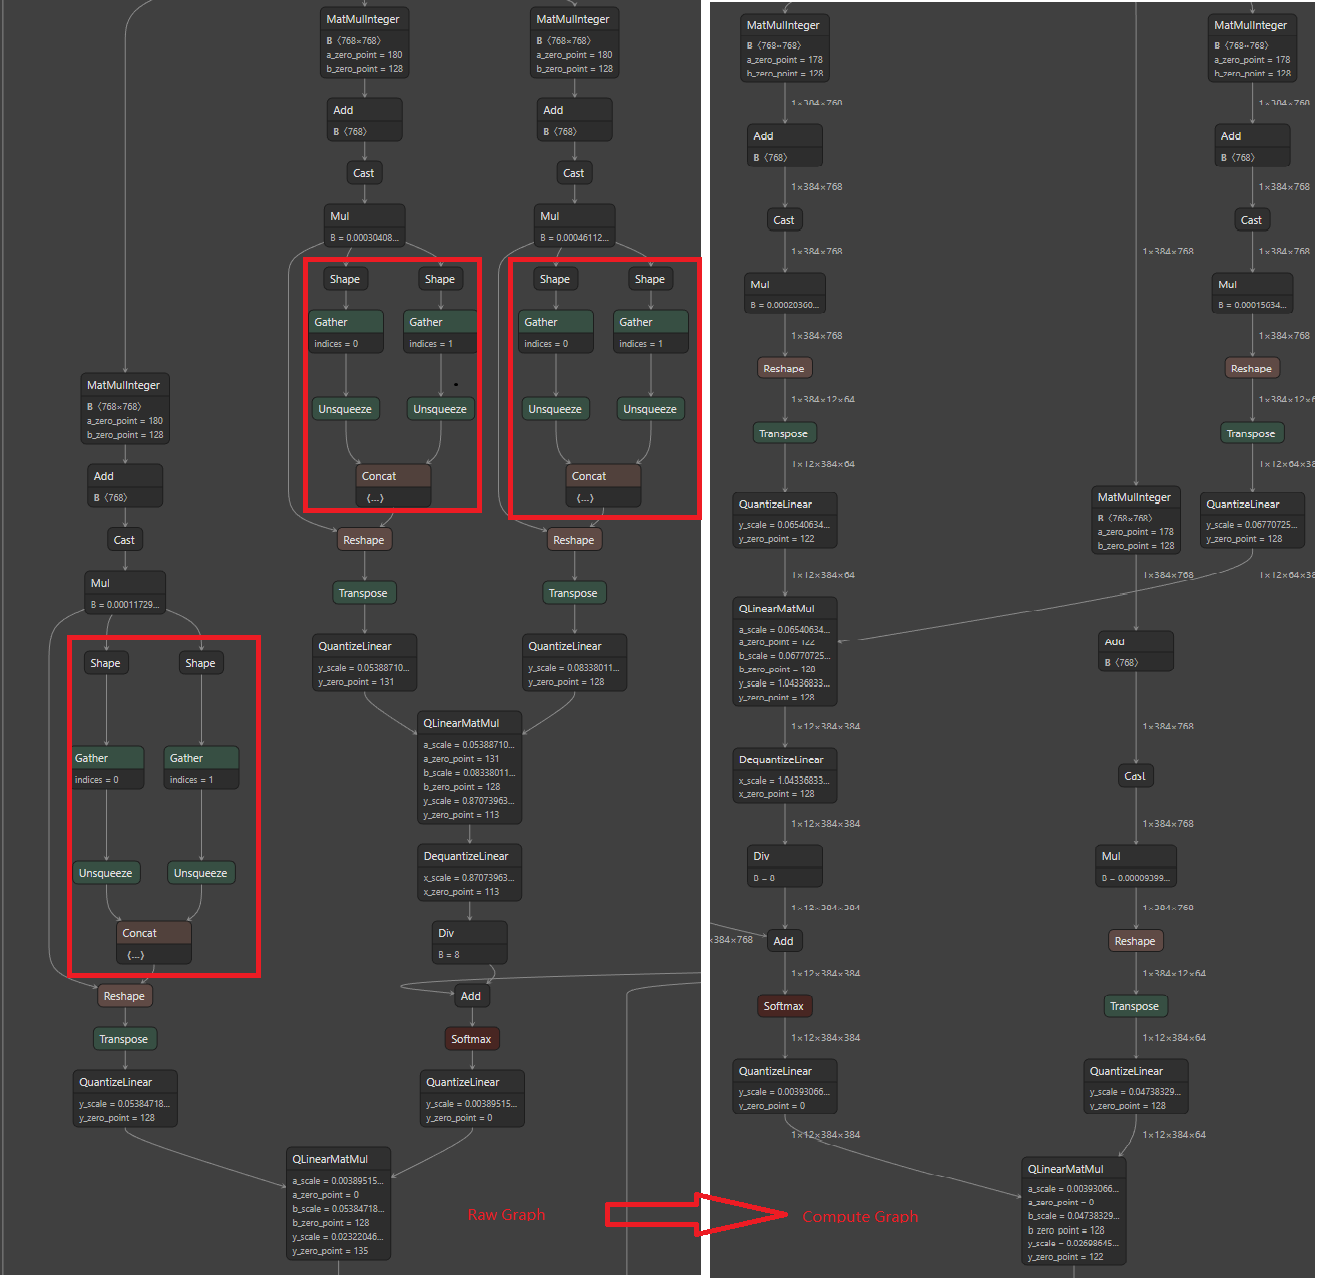 MatMulInteger
B ⟨768×768⟩
a_zero_point = 180
b_zero_point = 128
Add
B ⟨768⟩
Cast
Mul
B = 0.00030408...
Shape
Shape
Gather
indices = 0
Gather
indices = 1
Unsqueeze
Unsqueeze
Concat
⟨...⟩
Reshape
Transpose
QuantizeLinear
y_scale = 0.05388710...
y_zero_point = 131
MatMulInteger
B ⟨768×768⟩
a_zero_point = 180
b_zero_point = 128
Add
B ⟨768⟩
Cast
Mul
B = 0.00046112...
Shape
Shape
Gather
indices = 0
Gather
indices = 1
Unsqueeze
Unsqueeze
Concat
⟨...⟩
Reshape
Transpose
QuantizeLinear
y_scale = 0.08338011...
y_zero_point = 128
MatMulInteger
B ⟨768×768⟩
a_zero_point = 180
b_zero_point = 128
Add
B ⟨768⟩
Cast
Mul
B = 0.00011729...
Shape
Shape
Gather
indices = 0
Gather
indices = 1
Unsqueeze
Unsqueeze
Concat
⟨...⟩
Reshape
Transpose
QuantizeLinear
y_scale = 0.05384718...
y_zero_point = 128
QLinearMatMul
a_scale = 0.05388710...
a_zero_point = 131
b_scale = 0.08338011...
b_zero_point = 128
y_scale = 0.87073963...
y_zero_point = 113
DequantizeLinear
x_scale = 0.87073963...
x_zero_point = 113
Div
B = 8
Add
Softmax
QuantizeLinear
y_scale = 0.00389515...
y_zero_point = 0
QLinearMatMul
a_scale = 0.00389515...
a_zero_point = 0
b_scale = 0.05384718...
b_zero_point = 128
y_scale = 0.02322046...
y_zero_point = 135
Raw Graph
Compute Graph
MatMulInteger
B ⟨768×768⟩
a_zero_point = 178
b_zero_point = 128
1×384×768
Add
B ⟨768⟩
1×384×768
Cast
1×384×768
Mul
B = 0.00020360...
1×384×768
Reshape
1×384×12×64
Transpose
1×12×384×64
QuantizeLinear
y_scale = 0.06540634...
y_zero_point = 122
1×12×384×64
QLinearMatMul
a_scale = 0.06540634...
a_zero_point = 122
b_scale = 0.06770725...
b_zero_point = 128
y_scale = 1.04336833...
y_zero_point = 128
1×12×384×384
DequantizeLinear
x_scale = 1.04336833...
x_zero_point = 128
1×12×384×384
Div
B = 8
1×12×384×384
×384×768
Add
1×12×384×384
Softmax
1×12×384×384
QuantizeLinear
y_scale = 0.00393066...
y_zero_point = 0
1×12×384×384
MatMulInteger
B ⟨768×768⟩
a_zero_point = 178
b_zero_point = 128
1×384×768
Add
B ⟨768⟩
1×384×768
Cast
1×384×768
Mul
B = 0.00015634...
1×384×768
Reshape
1×384×12×6
Transpose
1×12×64×38
QuantizeLinear
y_scale = 0.06770725...
y_zero_point = 128
1×12×64×38
1×384×768
MatMulInteger
B ⟨768×768⟩
a_zero_point = 178
b_zero_point = 128
1×384×768
Add
B ⟨768⟩
1×384×768
Cast
1×384×768
Mul
B = 0.00009399...
1×384×768
Reshape
1×384×12×64
Transpose
1×12×384×64
QuantizeLinear
y_scale = 0.04738329...
y_zero_point = 128
1×12×384×64
QLinearMatMul
a_scale = 0.00393066...
a_zero_point = 0
b_scale = 0.04738329...
b_zero_point = 128
y_scale = 0.02698645...
y_zero_point = 122